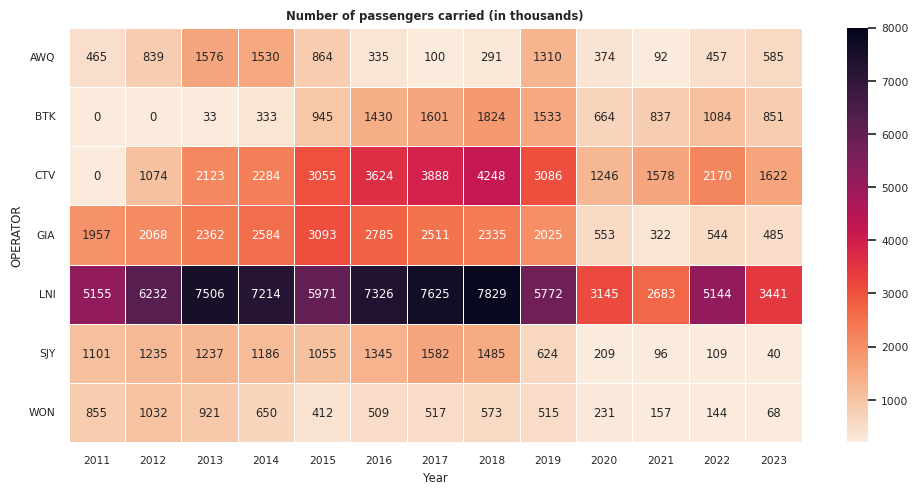 Number of passengers carried (in thousands)
AWQ 465 839 1576 1530 864 335 100 291 1310 374 92 457 585
BTK 0 0 33 333 945 1430 1601 1824 1533 664 837 1084 851
CTV 0 1074 2123 2284 3055 3624 3888 4248 3086 1246 1578 2170 1622
GIA 1957 2068 2362 2584 3093 2785 2511 2335 2025 553 322 544 485
LNI 5155 6232 7506 7214 5971 7326 7625 7829 5772 3145 2683 5144 3441
SJY 1101 1235 1237 1186 1055 1345 1582 1485 624 209 96 109 40
WON 855 1032 921 650 412 509 517 573 515 231 157 144 68
OPERATOR
2011 2012 2013 2014 2015 2016 2017 2018 2019 2020 2021 2022 2023
Year
8000
7000
6000
5000
4000
3000
2000
1000